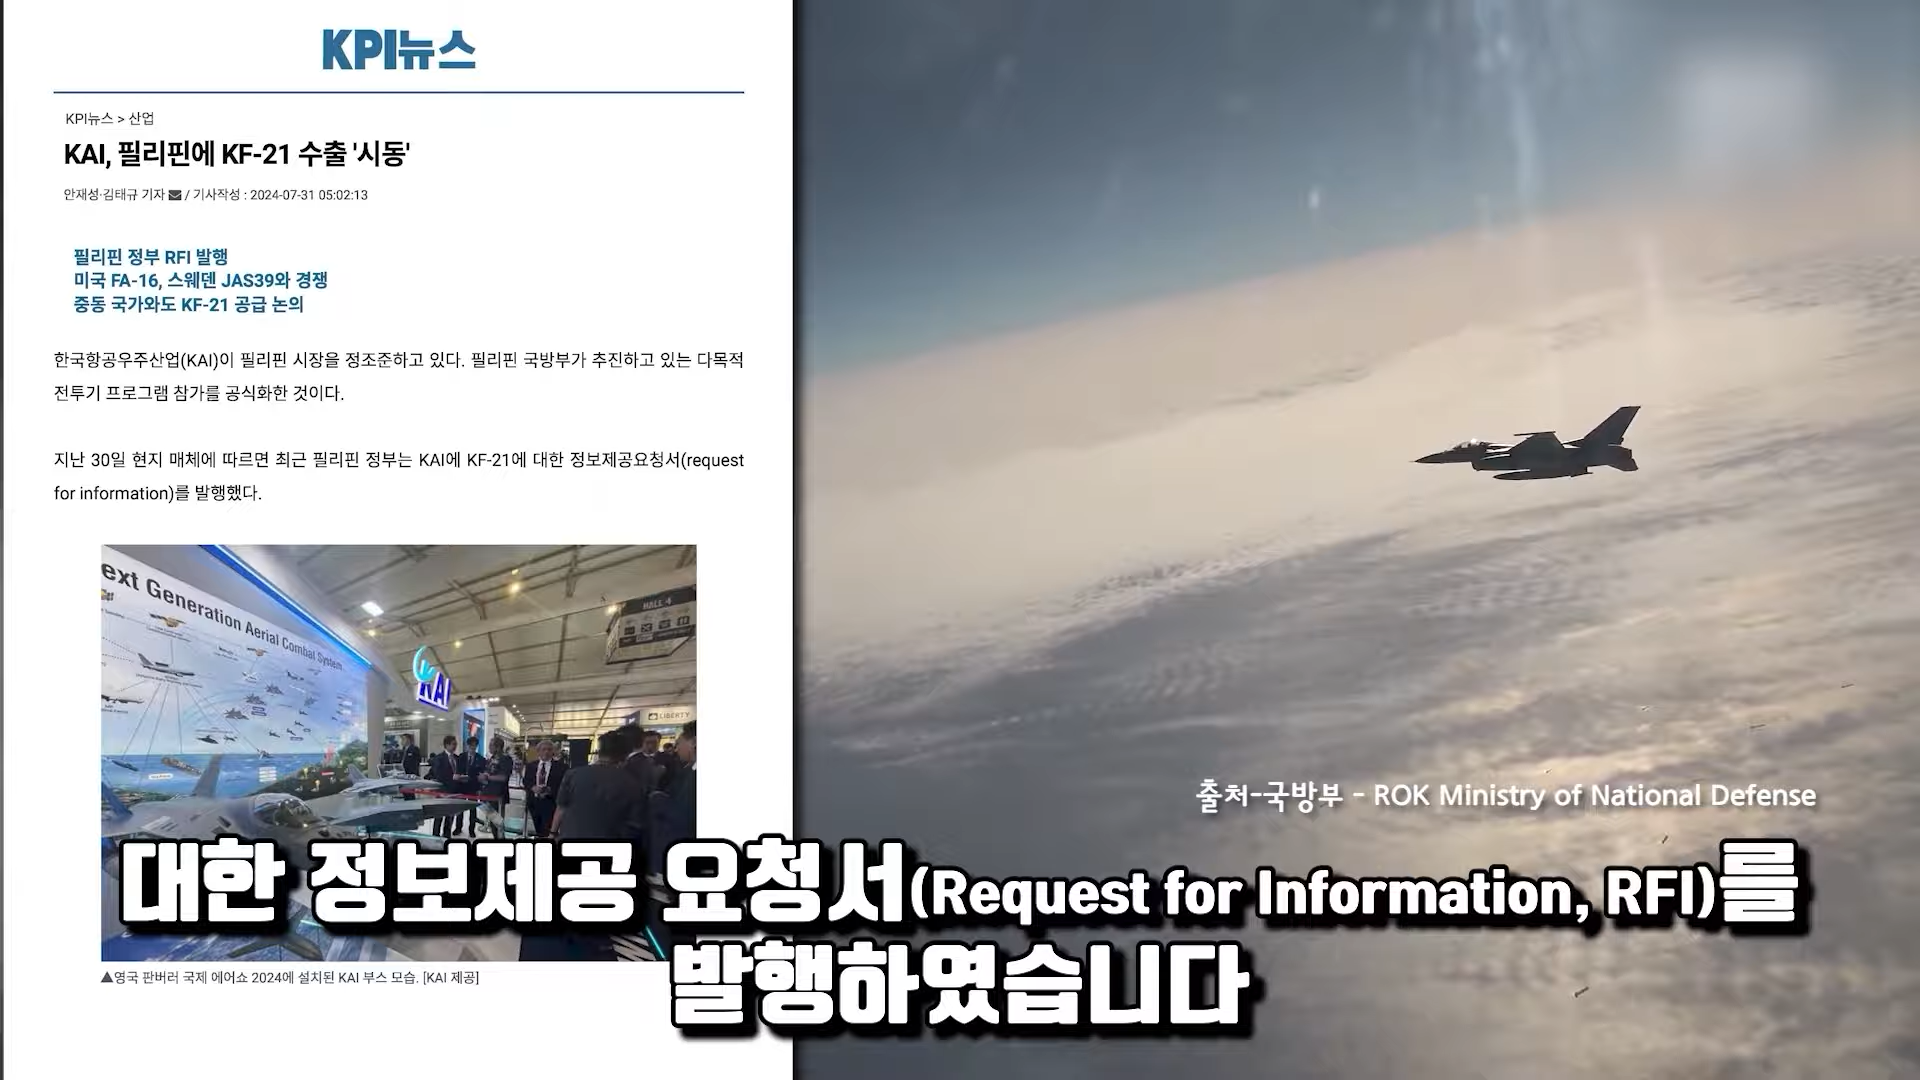 KPI뉴스
KPI뉴스 > 산업
KAI, 필리핀에 KF-21 수출 '시동'
안재성·김태규 기자 / 기사작성 : 2024-07-31 05:02:13
필리핀 정부 RFI 발행
미국 FA-16, 스웨덴 JAS39와 경쟁
중동 국가와도 KF-21 공급 논의
한국항공우주산업(KAI)이 필리핀 시장을 정조준하고 있다. 필리핀 국방부가 추진하고 있는 다목적
전투기 프로그램 참가를 공식화한 것이다.
지난 30일 현지 매체에 따르면 최근 필리핀 정부는 KAI에 KF-21에 대한 정보제공요청서(request
for information)를 발행했다.
ext Generation Aerial Combat System
HALL 4
KAI
LIBERTY
출처-국방부 - ROK Ministry of National Defense
대한 정보제공 요청서(Request for Information, RFI)를
발행하였습니다
▲영국 판버러 국제 에어쇼 2024에 설치된 KAI 부스 모습. [KAI 제공]